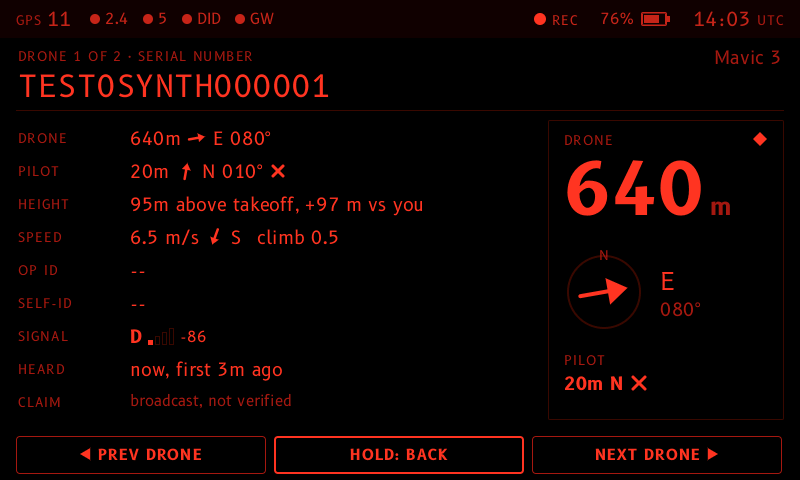 GPS 11 2.4 5 DID GW REC 76% 14:03 UTC
DRONE 1 OF 2 · SERIAL NUMBER
Mavic 3
TEST0SYNTH000001
DRONE 640m E 080°
PILOT 20m N 010° ✕
HEIGHT 95m above takeoff, +97 m vs you
SPEED 6.5 m/s S climb 0.5
OP ID --
SELF-ID --
SIGNAL D -86
HEARD now, first 3m ago
CLAIM broadcast, not verified
DRONE
640 m
N
E
080°
PILOT
20m N ✕
PREV DRONE
HOLD: BACK
NEXT DRONE